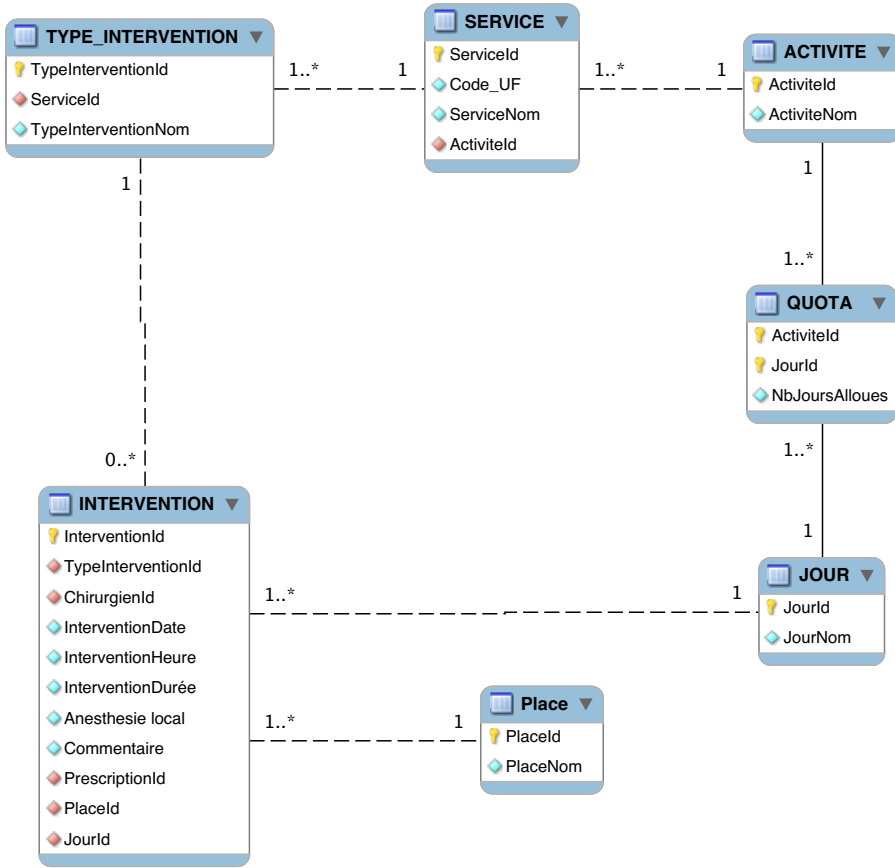 TYPE_INTERVENTION
TypeInterventionId
ServiceId
TypeInterventionNom
1..*
1
SERVICE
ServiceId
Code_UF
ServiceNom
ActiviteId
1..*
1
ACTIVITE
ActiviteId
ActiviteNom
1
0..*
1
1..*
QUOTA
ActiviteId
JourId
NbJoursAlloues
1..*
1
INTERVENTION
InterventionId
TypeInterventionId
ChirurgienId
InterventionDate
InterventionHeure
InterventionDurée
Anesthesie local
Commentaire
PrescriptionId
PlaceId
JourId
1..*
1
JOUR
JourId
JourNom
1..*
1
Place
PlaceId
PlaceNom